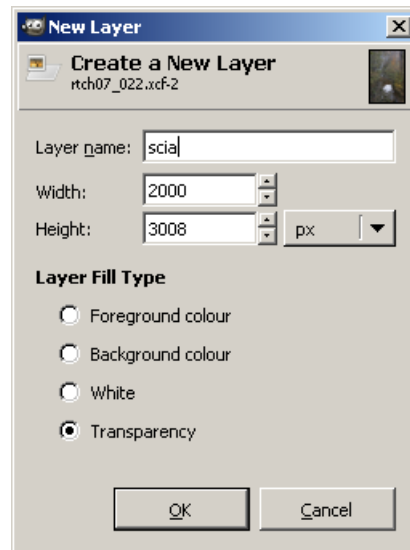 New Layer
Create a New Layer
rtch07_022.xcf-2
Layer name: scia
Width: 2000
Height: 3008 px
Layer Fill Type
Foreground colour
Background colour
White
Transparency
OK Cancel